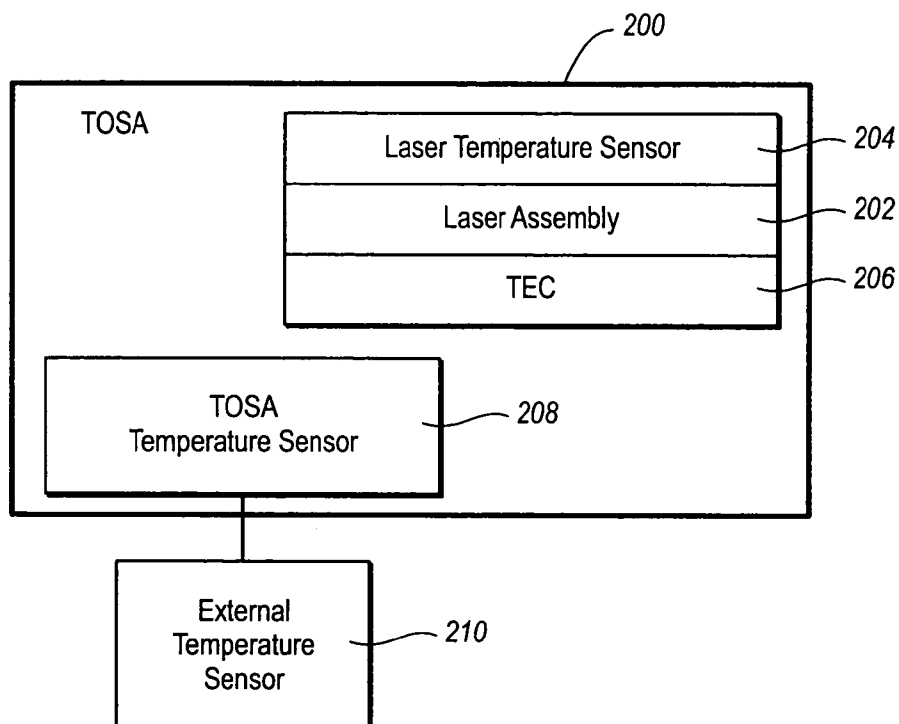 200
TOSA
Laser Temperature Sensor
204
Laser Assembly
202
TEC
206
TOSA
Temperature Sensor
208
External
Temperature
Sensor
210